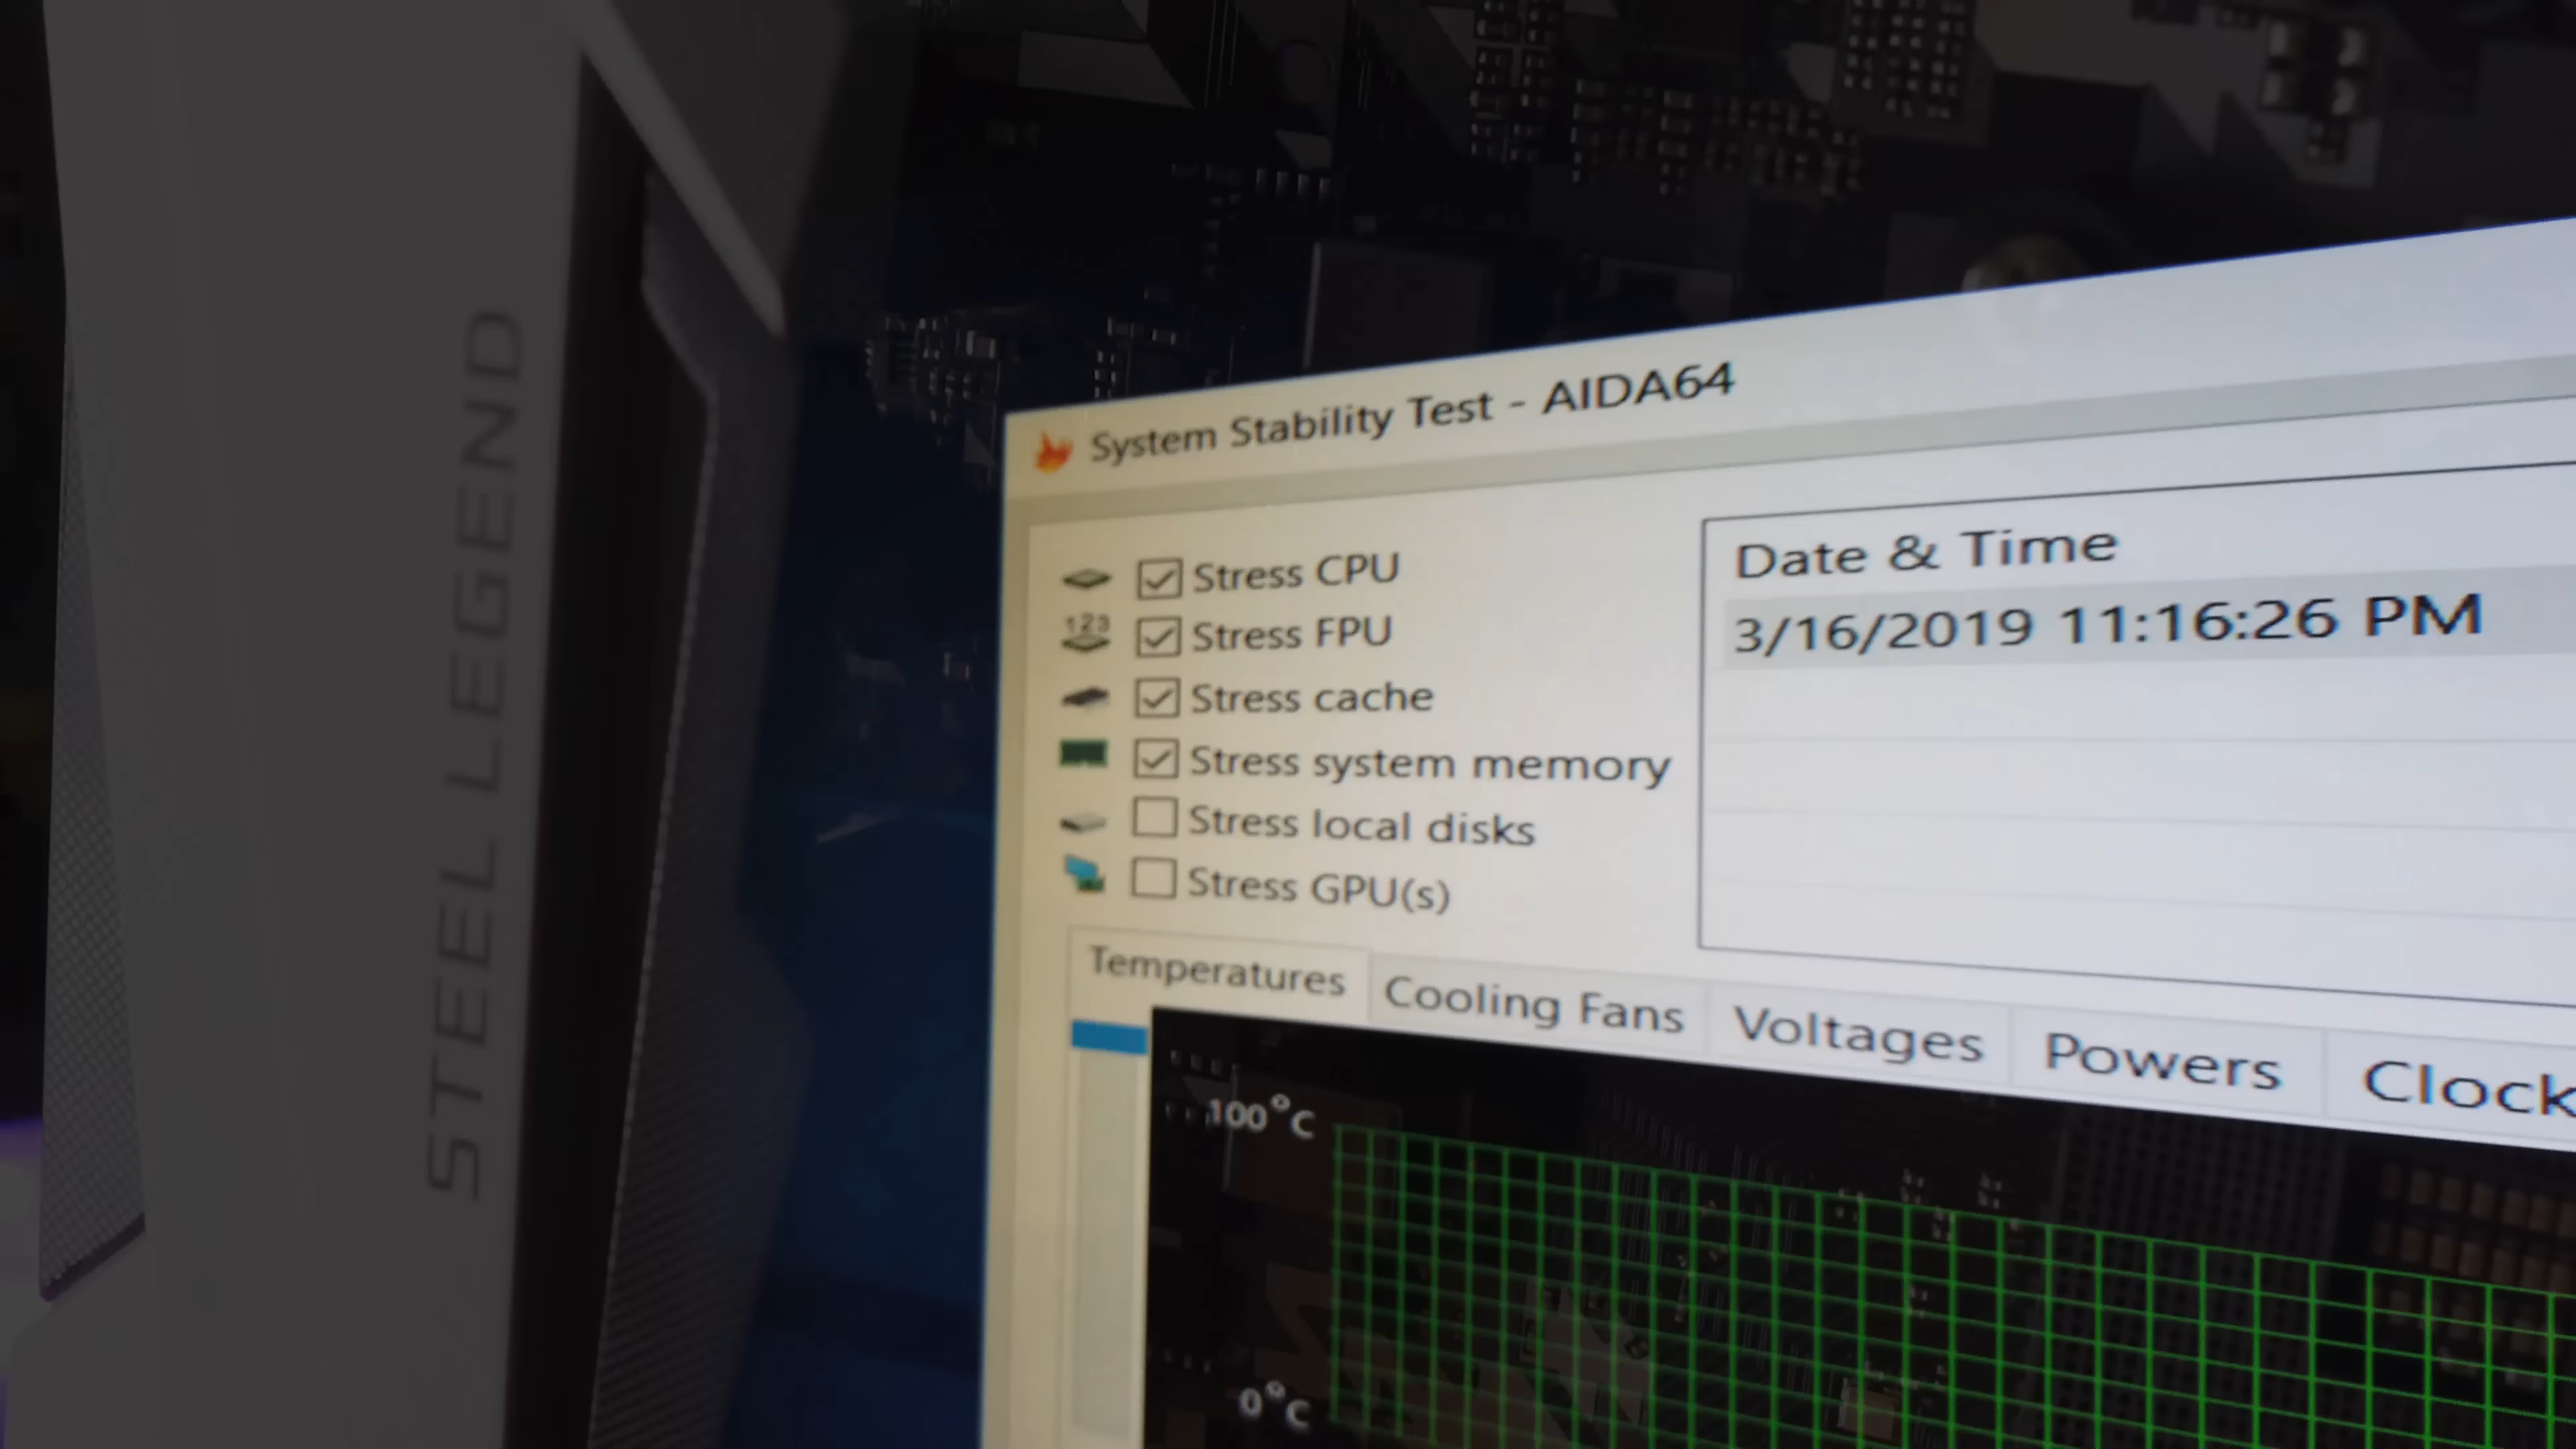 STEEL LEGEND
System Stability Test - AIDA64
Stress CPU
123
Stress FPU
Stress cache
Stress system memory
Stress local disks
Stress GPU(s)
Date & Time
3/16/2019 11:16:26 PM
Temperatures
Cooling Fans
Voltages
Powers
Clock
100°C
0°C